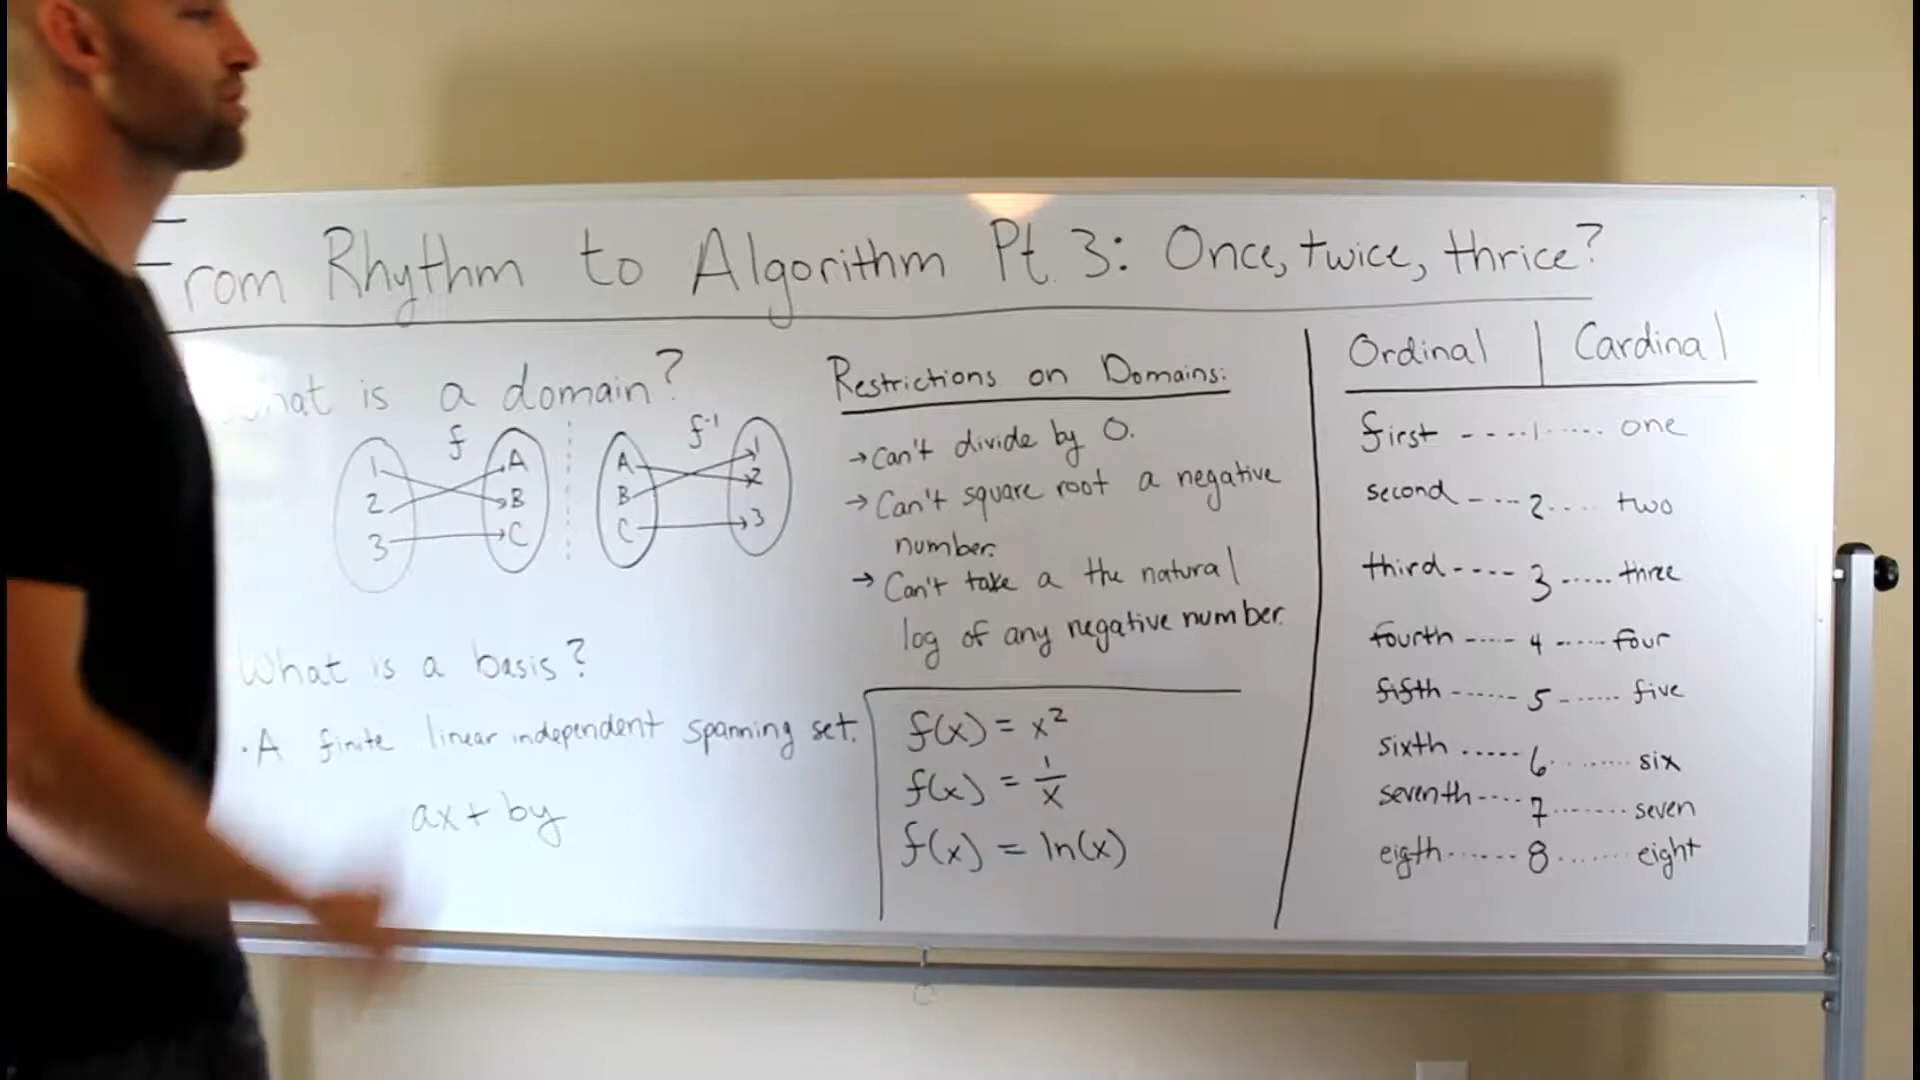 From Rhythm to Algorithm Pt. 3: Once, twice, thrice?
What is a domain?
f
1
2
3
A
B
C
f⁻¹
A
B
C
1
2
3
What is a basis?
· A finite linear independent spanning set.
ax + by
Restrictions on Domains:
→ Can't divide by 0.
→ Can't square root a negative
number.
→ Can't take a the natural
log of any negative number.
f(x) = x²
f(x) = 1/x
f(x) = ln(x)
Ordinal | Cardinal
first ----1----- one
second ----2.... two
third ---- 3 ..... three
fourth ----- 4 ----- four
fifth ------ 5 ------ five
sixth ..... 6 ........ six
seventh ---- 7 ....... seven
eigth ...... 8 ....... eight